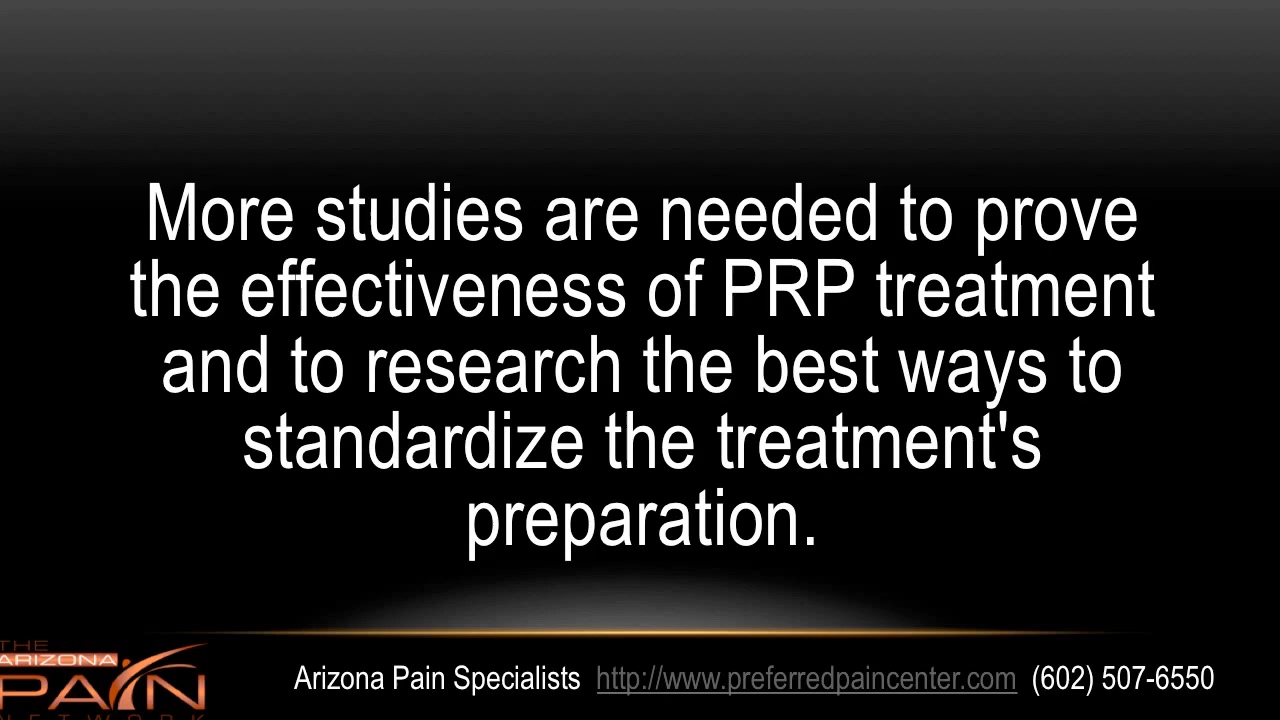 More studies are needed to prove
the effectiveness of PRP treatment
and to research the best ways to
standardize the treatment's
preparation.
THE
ARIZONA
PAIN
NETWORK
Arizona Pain Specialists http://www.preferredpaincenter.com (602) 507-6550